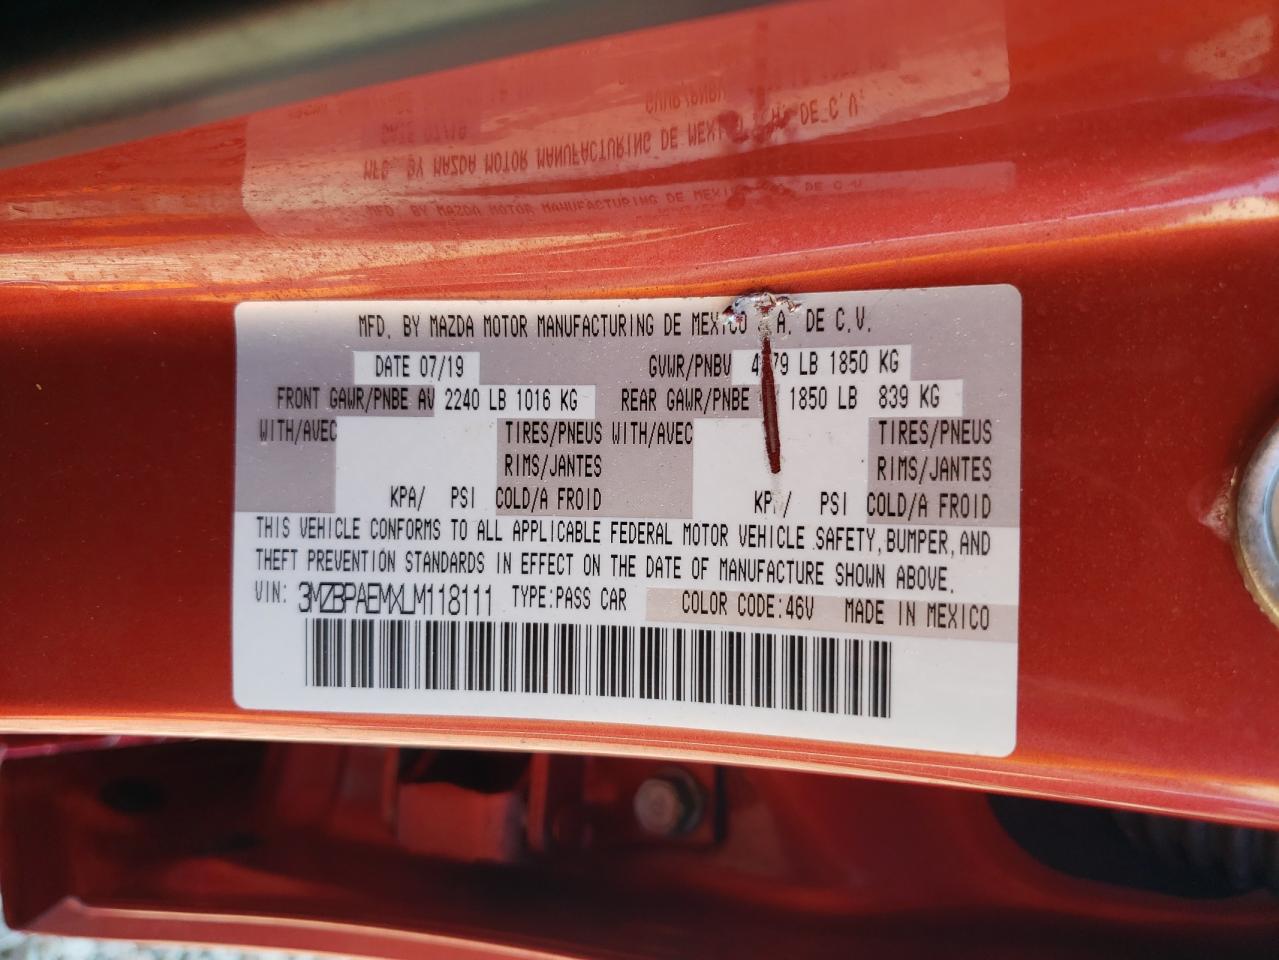 MFD. BY MAZDA MOTOR MANUFACTURING DE MEXICO A. DE C.V.
DATE 07/19 GVWR/PNBV LB 1850 KG
FRONT GAWR/PNBE AV 2240 LB 1016 KG REAR GAWR/PNBE 1850 LB 839 KG
WITH/AVEC TIRES/PNEUS WITH/AVEC TIRES/PNEUS
RIMS/JANTES RIMS/JANTES
KPA/ PSI COLD/A FROID KPA/ PSI COLD/A FROID
THIS VEHICLE CONFORMS TO ALL APPLICABLE FEDERAL MOTOR VEHICLE SAFETY, BUMPER, AND
THEFT PREVENTION STANDARDS IN EFFECT ON THE DATE OF MANUFACTURE SHOWN ABOVE.
VIN: 3MZBPAEMXLM118111 TYPE:PASS CAR COLOR CODE:46V MADE IN MEXICO